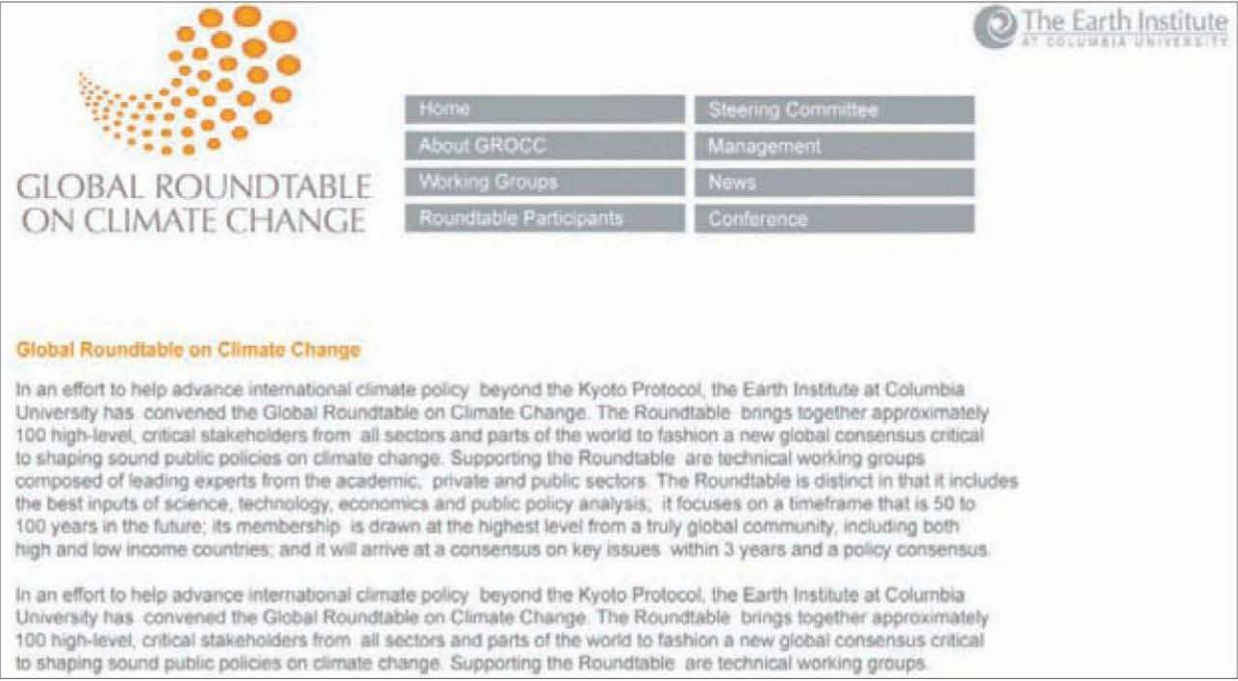 The Earth Institute
AT COLUMBIA UNIVERSITY
GLOBAL ROUNDTABLE
ON CLIMATE CHANGE
Home
Steering Committee
About GROCC
Management
Working Groups
News
Roundtable Participants
Conference
Global Roundtable on Climate Change
In an effort to help advance international climate policy beyond the Kyoto Protocol, the Earth Institute at Columbia
University has convened the Global Roundtable on Climate Change. The Roundtable brings together approximately
100 high-level, critical stakeholders from all sectors and parts of the world to fashion a new global consensus critical
to shaping sound public policies on climate change. Supporting the Roundtable are technical working groups
composed of leading experts from the academic, private and public sectors. The Roundtable is distinct in that it includes
the best inputs of science, technology, economics and public policy analysis; it focuses on a timeframe that is 50 to
100 years in the future; its membership is drawn at the highest level from a truly global community, including both
high and low income countries; and it will arrive at a consensus on key issues within 3 years and a policy consensus.
In an effort to help advance international climate policy beyond the Kyoto Protocol, the Earth Institute at Columbia
University has convened the Global Roundtable on Climate Change. The Roundtable brings together approximately
100 high-level, critical stakeholders from all sectors and parts of the world to fashion a new global consensus critical
to shaping sound public policies on climate change. Supporting the Roundtable are technical working groups.